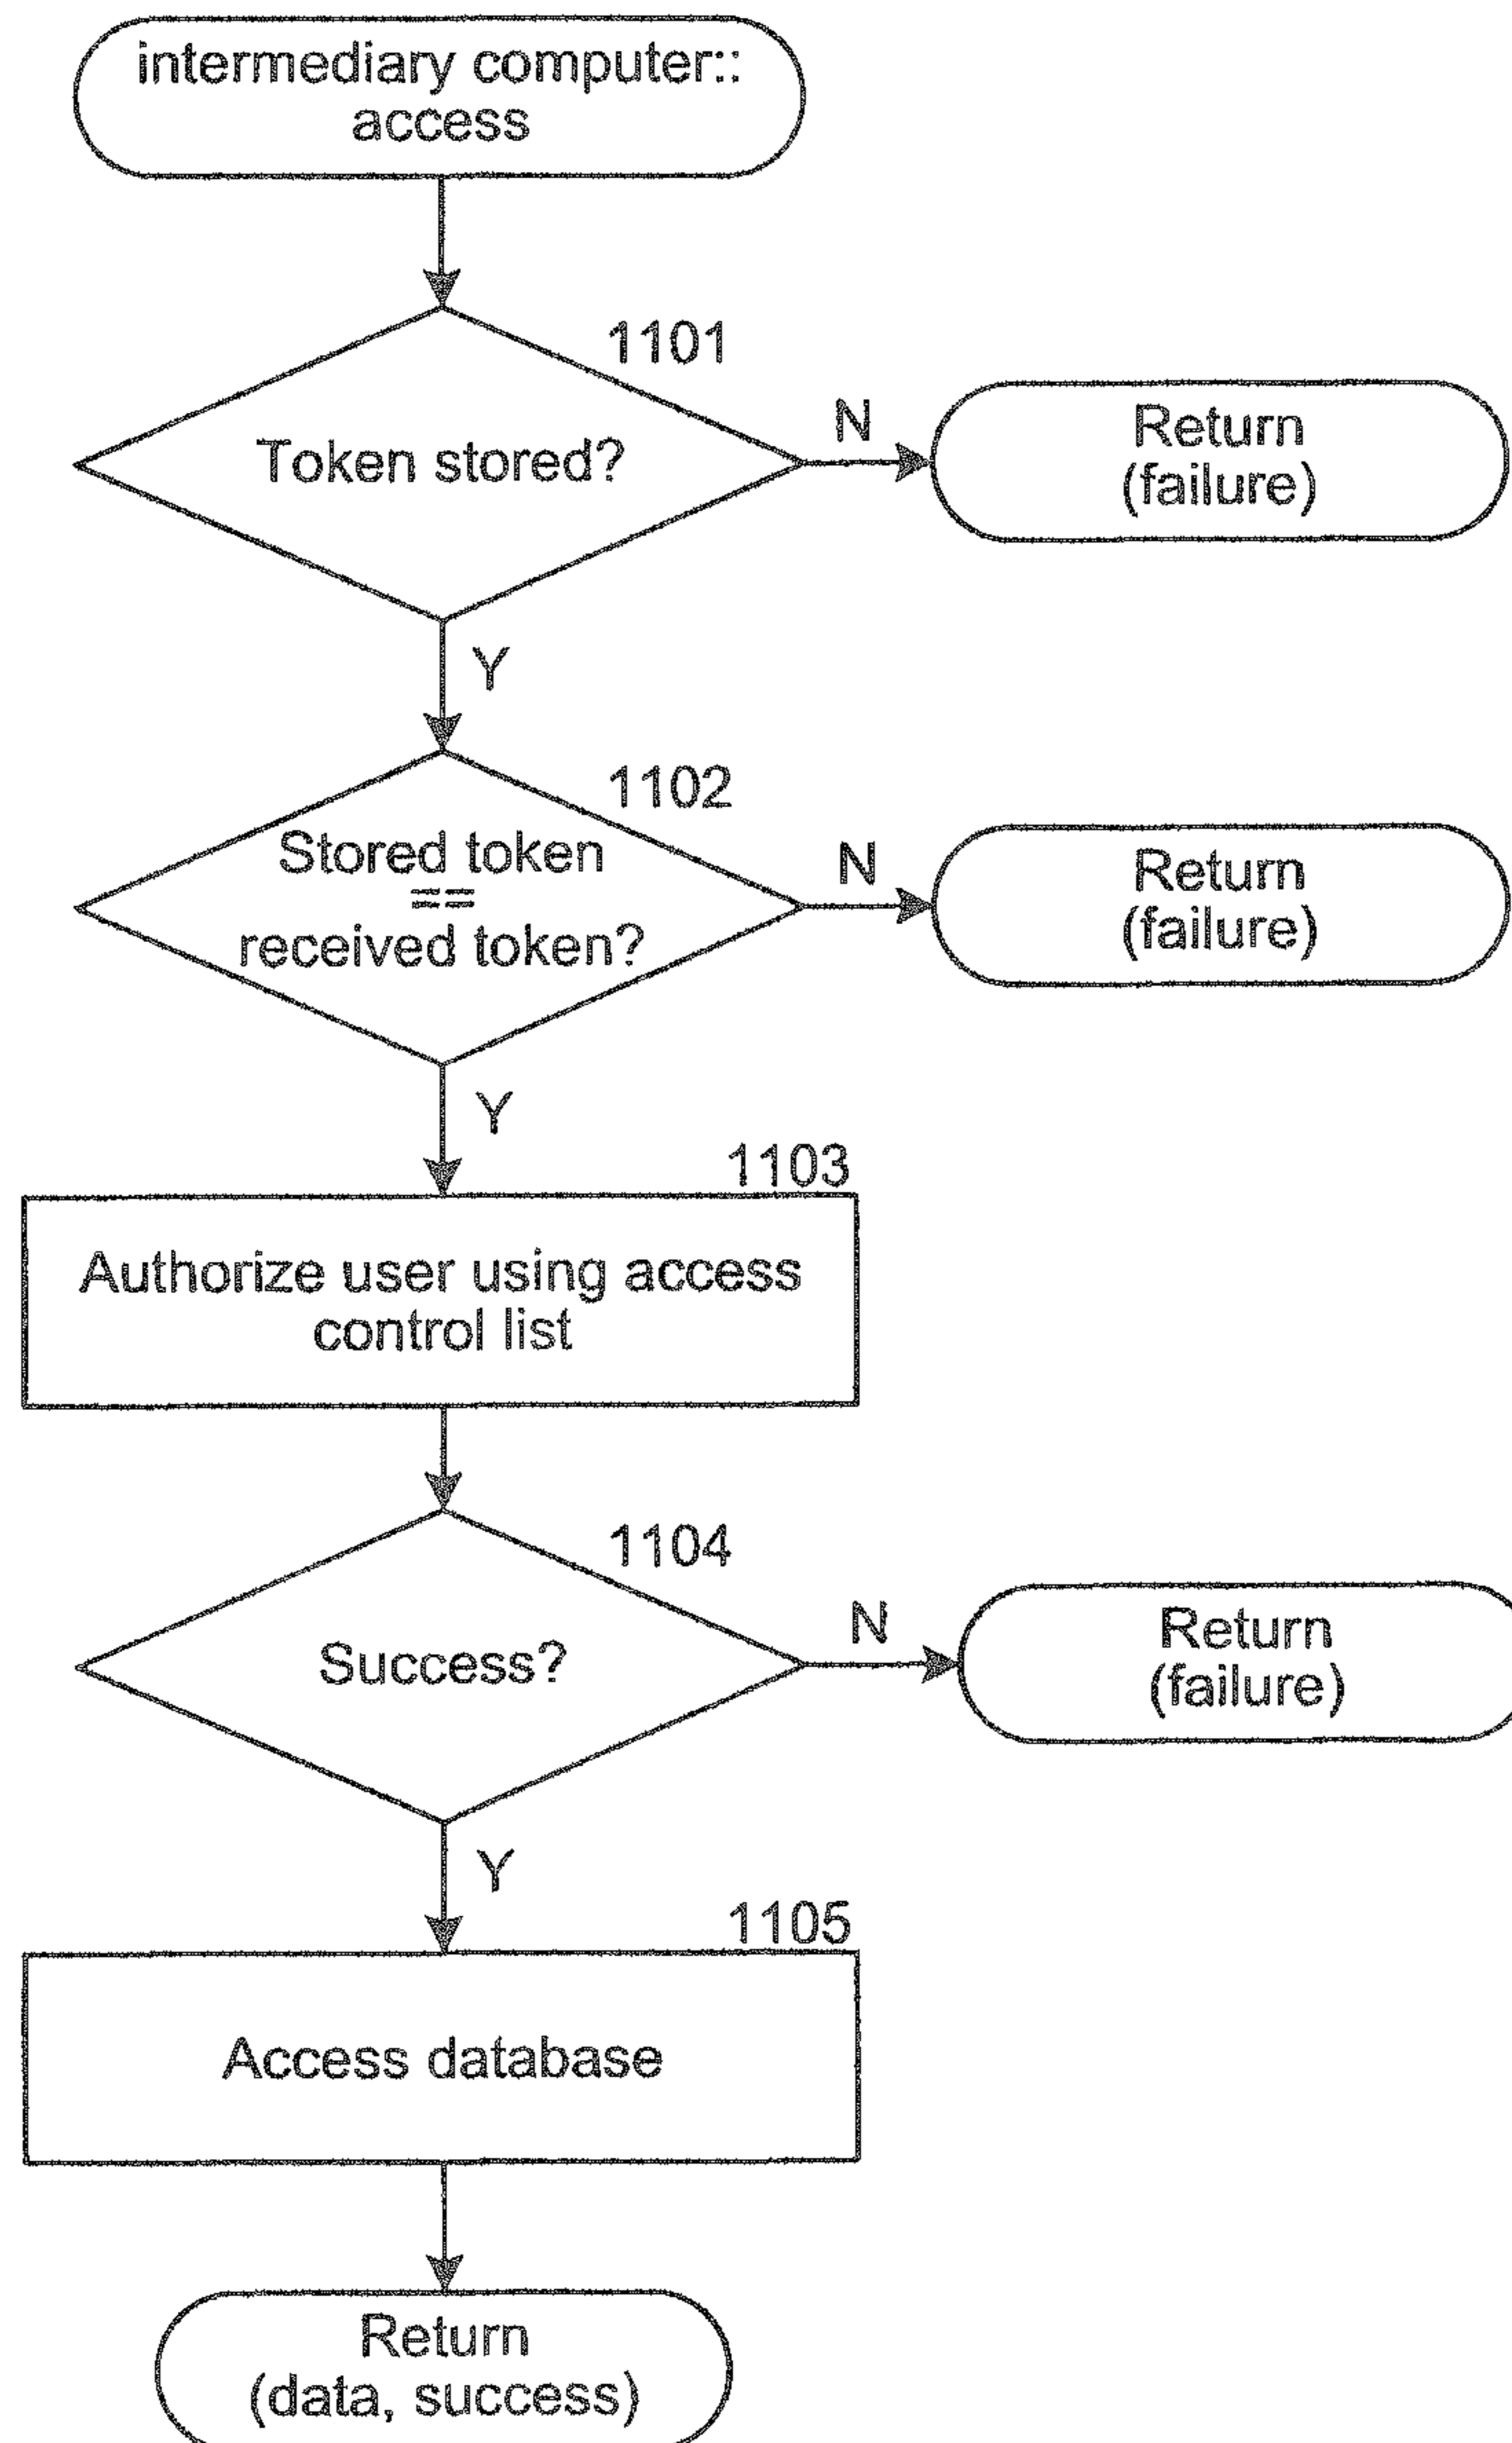 intermediary computer::
access
1101
Token stored?
N
Return
(failure)
Y
1102
Stored token
==
received token?
N
Return
(failure)
Y
1103
Authorize user using access
control list
1104
Success?
N
Return
(failure)
Y
1105
Access database
Return
(data, success)